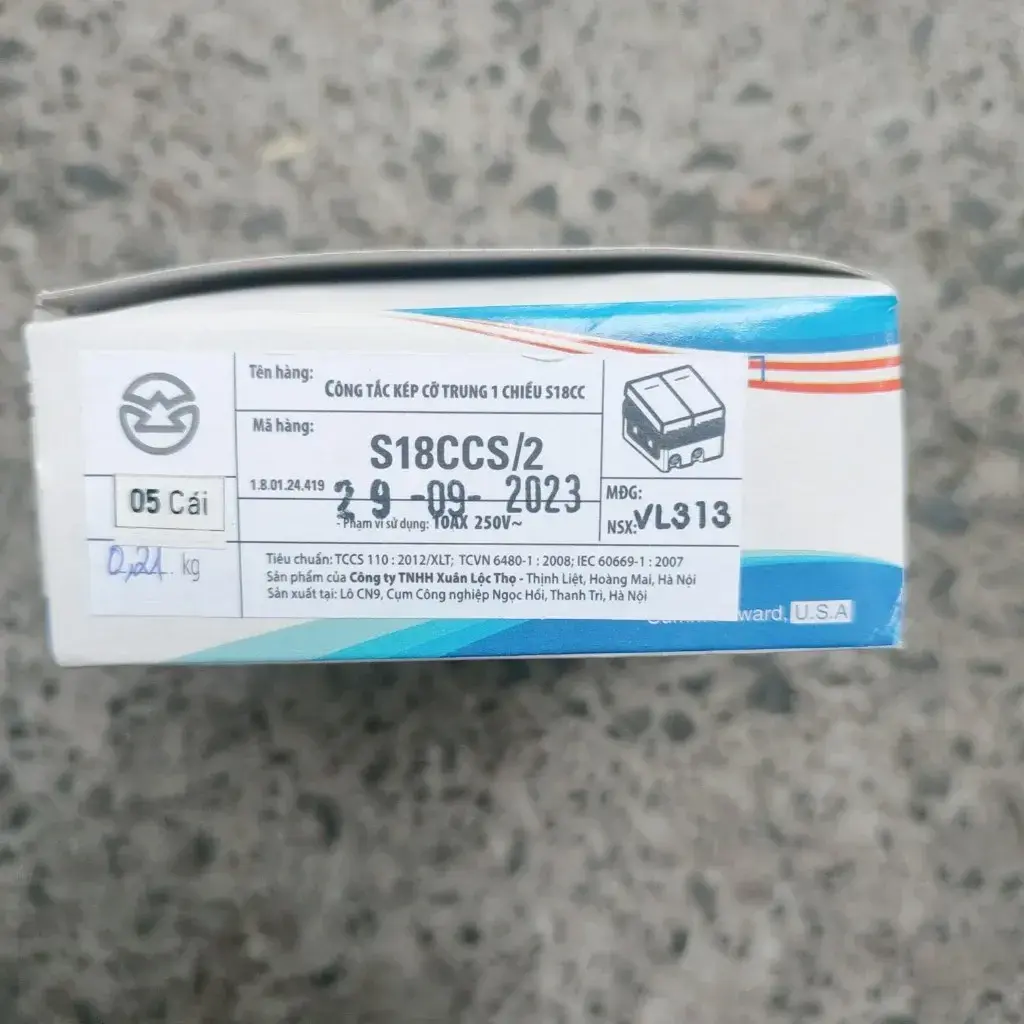 Tên hàng: CÔNG TẮC KÉP CỠ TRUNG 1 CHIỀU S18CC
Mã hàng:
S18CCS/2
1.8.01.24.419
29 -09- 2023
- Phạm vi sử dụng: 10AX 250V~
05 Cái
0,21 kg
MĐG:
NSX: VL313
Tiêu chuẩn: TCCS 110 : 2012/XLT; TCVN 6480-1 : 2008; IEC 60669-1 : 2007
Sản phẩm của Công ty TNHH Xuân Lộc Thọ - Thịnh Liệt, Hoàng Mai, Hà Nội
Sản xuất tại: Lô CN9, Cụm Công nghiệp Ngọc Hồi, Thanh Trì, Hà Nội
ward, U.S.A